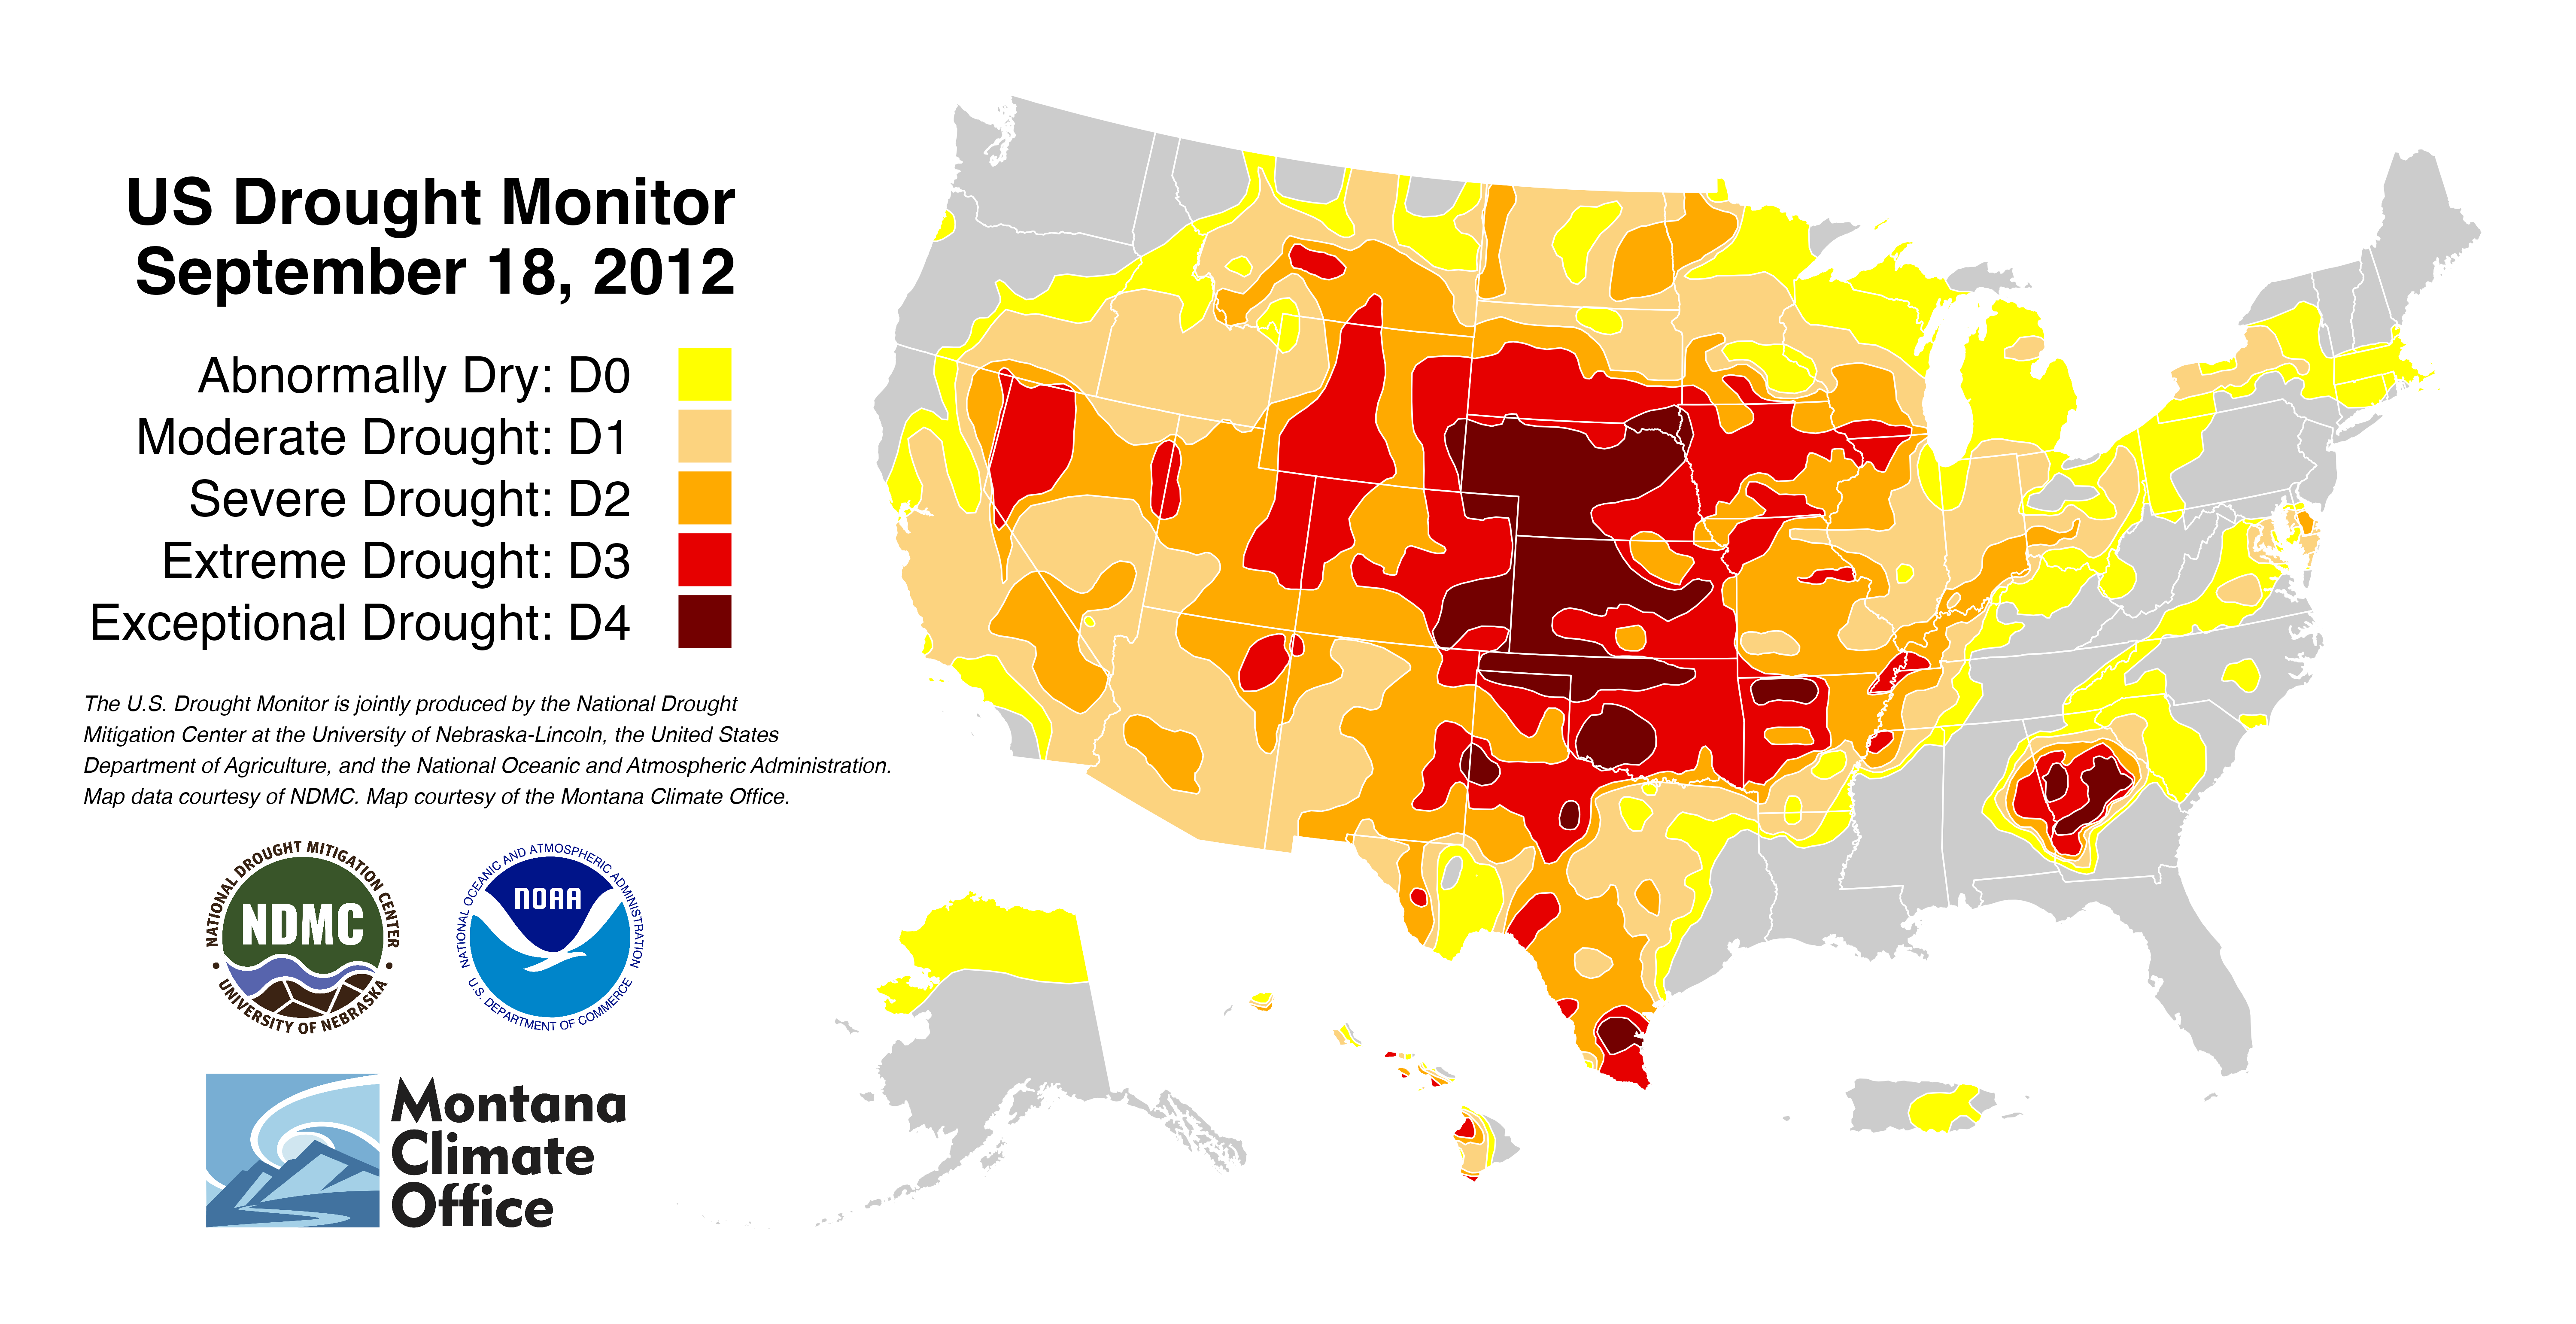 US Drought Monitor
September 18, 2012
Abnormally Dry: D0
Moderate Drought: D1
Severe Drought: D2
Extreme Drought: D3
Exceptional Drought: D4
The U.S. Drought Monitor is jointly produced by the National Drought
Mitigation Center at the University of Nebraska-Lincoln, the United States
Department of Agriculture, and the National Oceanic and Atmospheric Administration.
Map data courtesy of NDMC. Map courtesy of the Montana Climate Office.
NATIONAL DROUGHT MITIGATION CENTER
NDMC
• UNIVERSITY OF NEBRASKA •
NATIONAL OCEANIC AND ATMOSPHERIC ADMINISTRATION
NOAA
U.S. DEPARTMENT OF COMMERCE
Montana
Climate
Office